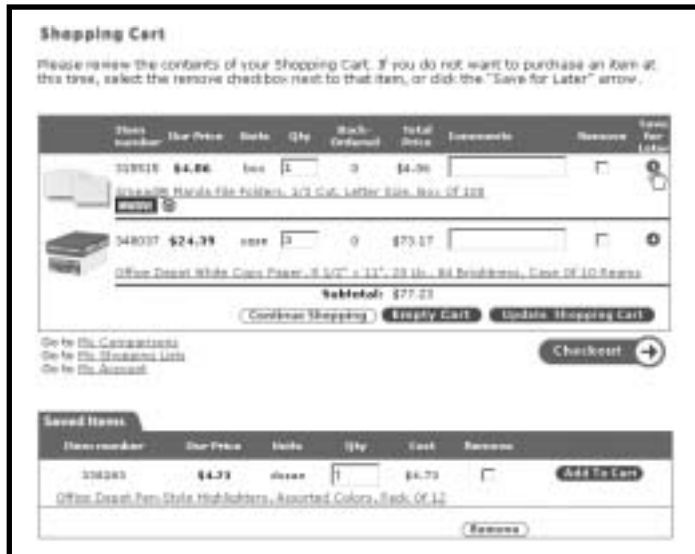 Shopping Cart
Please review the contents of your Shopping Cart. If you do not want to purchase an item at
this time, select the remove checkbox next to that item, or click the "Save for Later" arrow.
Item number Our Price Units Qty Back-Ordered Total Price Comments Remove Save for Later
$4.06 box 1 0 $4.06
Manila File Folders, 1/3 Cut, Letter Size, Box Of 100
348037 $24.39 case 3 0 $73.17
Office Depot White Copy Paper, 8 1/2" x 11", 20 Lb., 84 Brightness, Case Of 10 Reams
Subtotal: $77.23
Continue Shopping Empty Cart Update Shopping Cart
Go to My Comparisons
Go to My Shopping Lists
Go to My Account
Checkout
Saved Items
Item number Our Price Units Qty Cost Remove
$4.73 dozen 1 $4.73 Add To Cart
Office Depot Pen-Style Highlighters, Assorted Colors, Pack Of 12
Remove